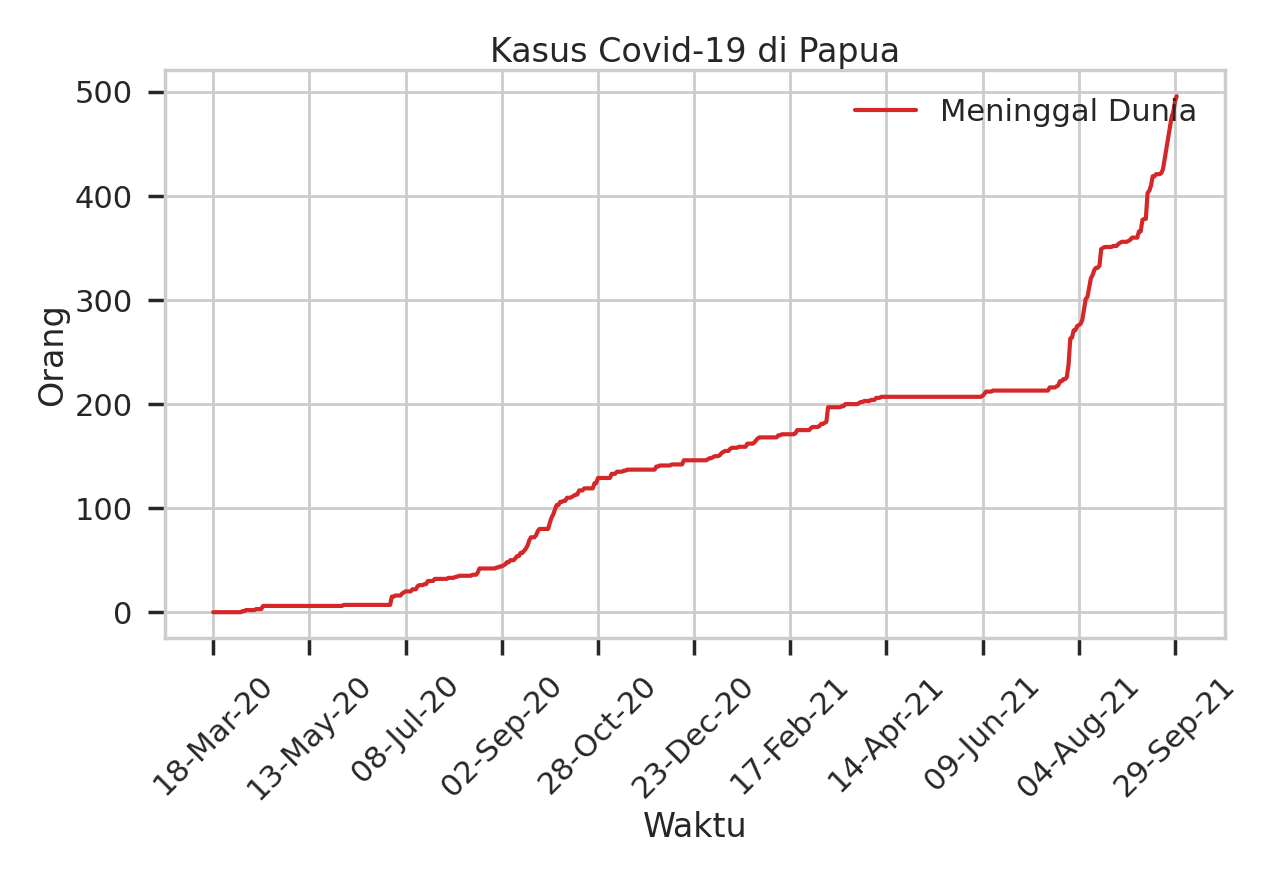 Kasus Covid-19 di Papua
Meninggal Dunia
Orang
500
400
300
200
100
0
18-Mar-20
13-May-20
08-Jul-20
02-Sep-20
28-Oct-20
23-Dec-20
17-Feb-21
14-Apr-21
09-Jun-21
04-Aug-21
29-Sep-21
Waktu